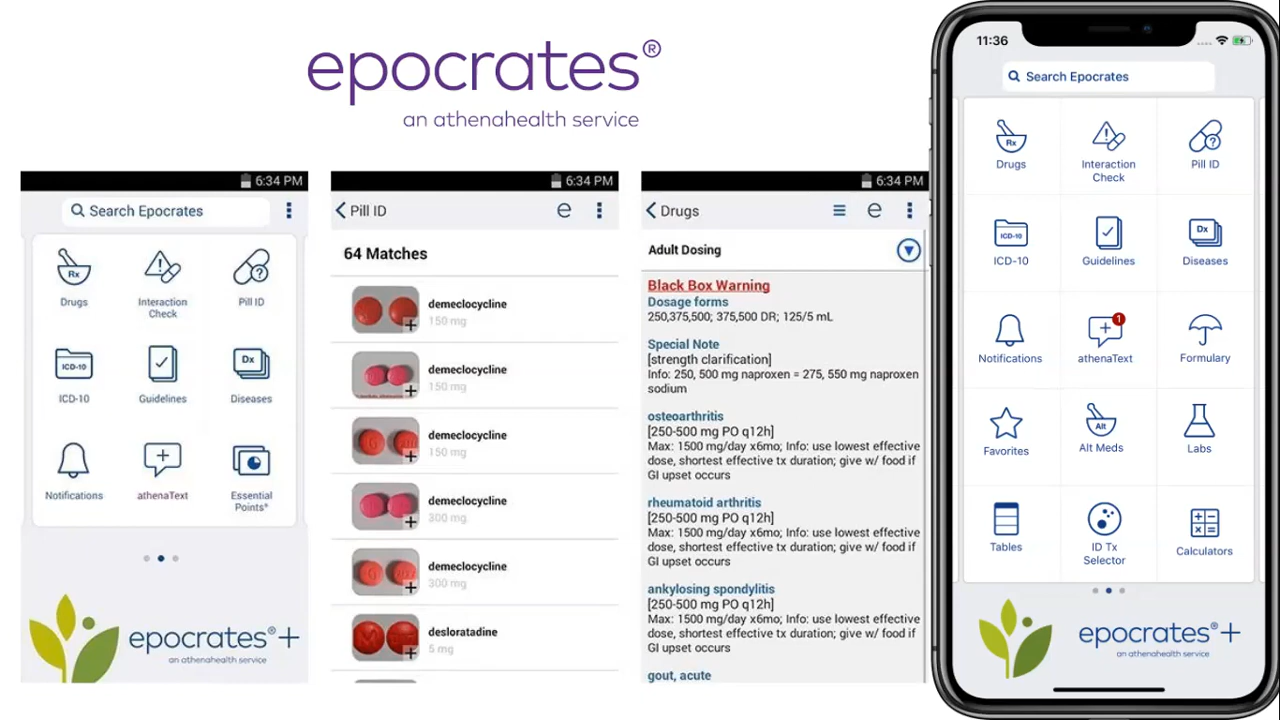 epocrates®
an athenahealth service
6:34 PM
Search Epocrates
Rx
Drugs
Interaction
Check
?
Pill ID
ICD-10
ICD-10
Guidelines
Dx
Diseases
Notifications
athenaText
Essential
Points®
epocrates®+
an athenahealth service
6:34 PM
Pill ID
e
64 Matches
demeclocycline
150 mg
demeclocycline
150 mg
demeclocycline
150 mg
demeclocycline
300 mg
demeclocycline
300 mg
desloratadine
5 mg
6:34 PM
Drugs
e
Adult Dosing
Black Box Warning
Dosage forms
250,375,500; 375,500 DR; 125/5 mL
Special Note
[strength clarification]
Info: 250, 500 mg naproxen = 275, 550 mg naproxen
sodium
osteoarthritis
[250-500 mg PO q12h]
Max: 1500 mg/day x6mo; Info: use lowest effective
dose, shortest effective tx duration; give w/ food if
GI upset occurs
rheumatoid arthritis
[250-500 mg PO q12h]
Max: 1500 mg/day x6mo; Info: use lowest effective
dose, shortest effective tx duration; give w/ food if
GI upset occurs
ankylosing spondylitis
[250-500 mg PO q12h]
Max: 1500 mg/day x6mo; Info: use lowest effective
dose, shortest effective tx duration; give w/ food if
GI upset occurs
gout, acute
11:36
Search Epocrates
Rx
Drugs
Interaction
Check
?
Pill ID
ICD-10
ICD-10
Guidelines
Dx
Diseases
Notifications
1
athenaText
Formulary
Favorites
Alt
Alt Meds
Labs
Tables
ID Tx
Selector
Calculators
epocrates®+
an athenahealth service